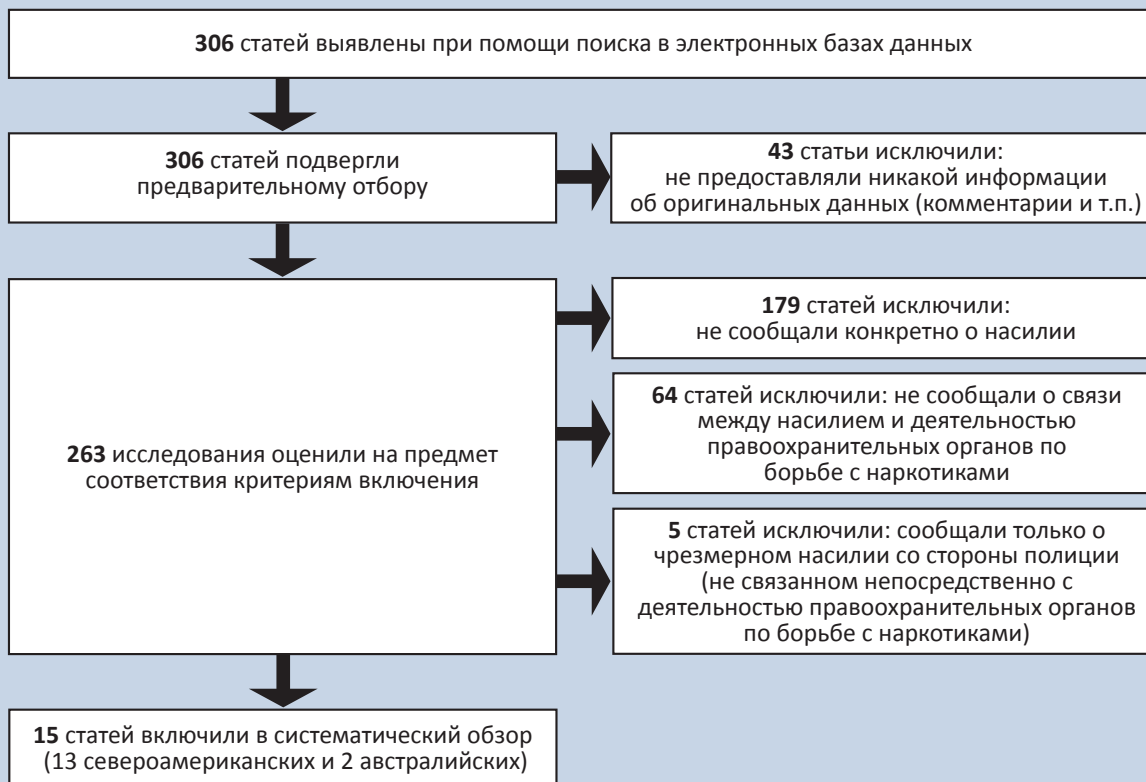 306 статей выявлены при помощи поиска в электронных базах данных
306 статей подвергли
предварительному отбору
43 статьи исключили:
не предоставляли никакой информации
об оригинальных данных (комментарии и т.п.)
263 исследования оценили на предмет
соответствия критериям включения
179 статей исключили:
не сообщали конкретно о насилии
64 статей исключили: не сообщали о связи
между насилием и деятельностью
правоохранительных органов по
борьбе с наркотиками
5 статей исключили: сообщали только о
чрезмерном насилии со стороны полиции
(не связанном непосредственно с
деятельностью правоохранительных органов
по борьбе с наркотиками)
15 статей включили в систематический обзор
(13 североамериканских и 2 австралийских)